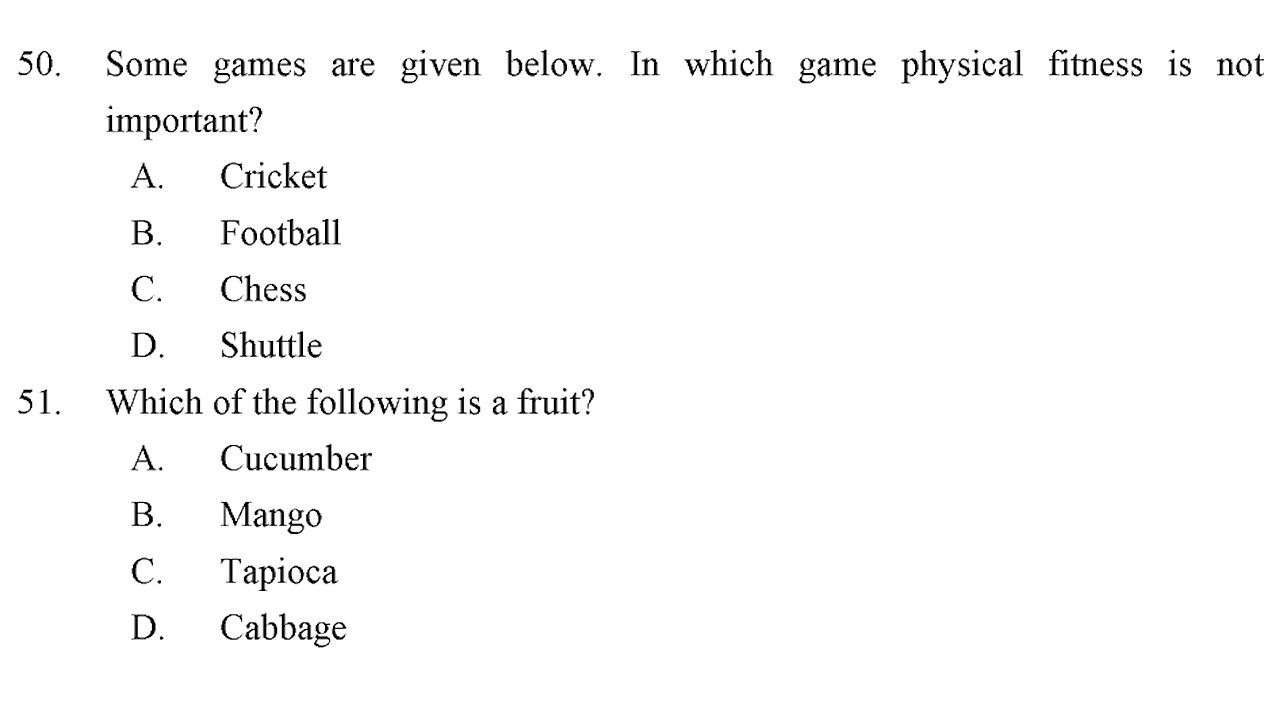 50. Some games are given below. In which game physical fitness is not
important?
A. Cricket
B. Football
C. Chess
D. Shuttle
51. Which of the following is a fruit?
A. Cucumber
B. Mango
C. Tapioca
D. Cabbage